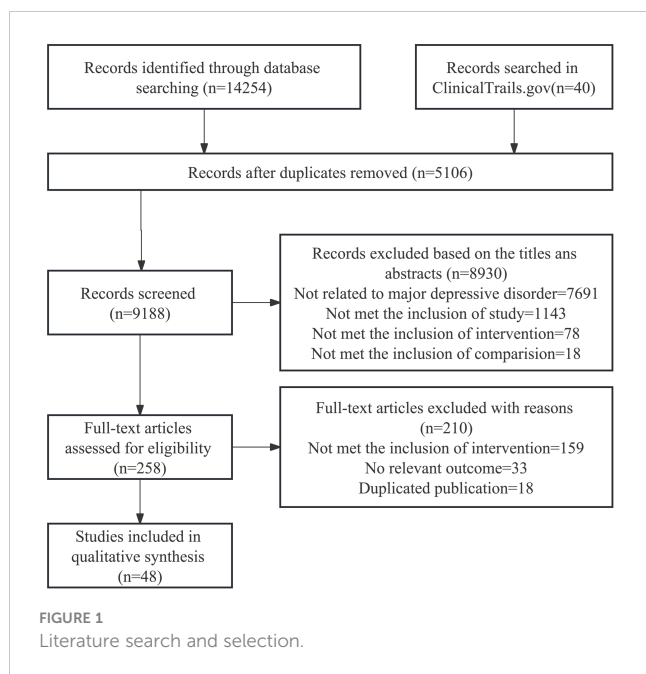 Records identified through database
searching (n=14254)
Records searched in
ClinicalTrails.gov(n=40)
Records after duplicates removed (n=5106)
Records screened
(n=9188)
Records excluded based on the titles ans
abstracts (n=8930)
Not related to major depressive disorder=7691
Not met the inclusion of study=1143
Not met the inclusion of intervention=78
Not met the inclusion of comparision=18
Full-text articles
assessed for eligibility
(n=258)
Full-text articles excluded with reasons
(n=210)
Not met the inclusion of intervention=159
No relevant outcome=33
Duplicated publication=18
Studies included in
qualitative synthesis
(n=48)
FIGURE 1
Literature search and selection.